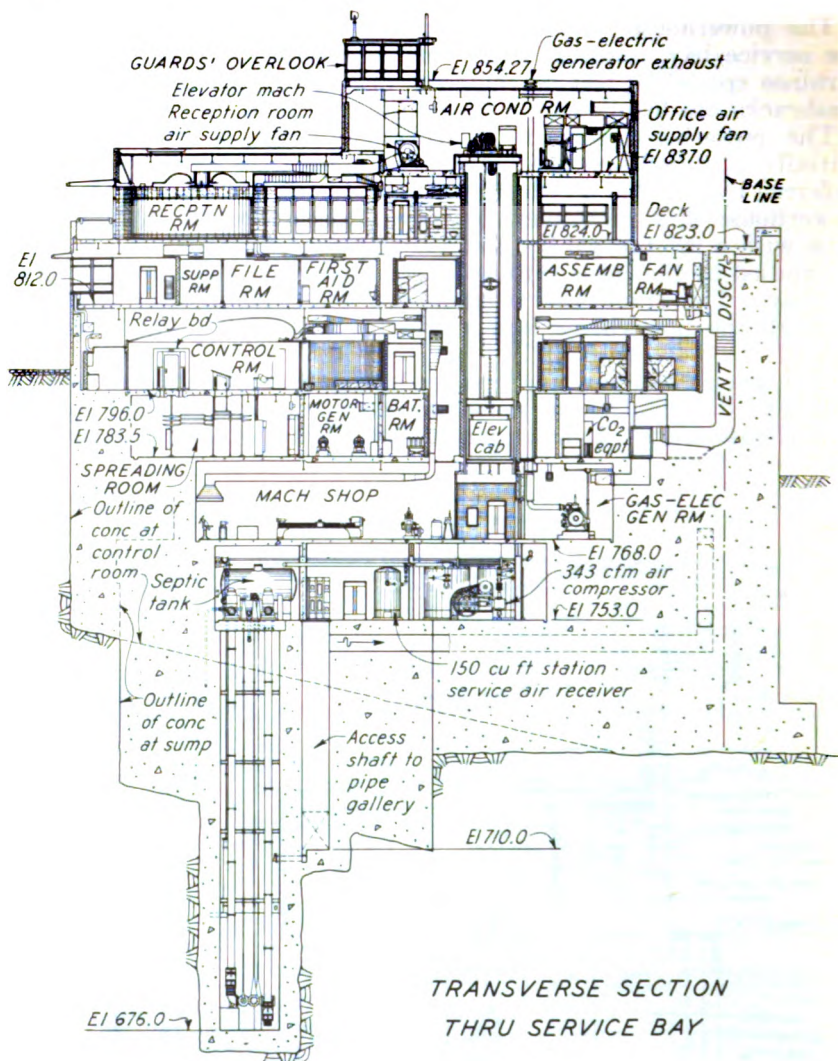 GUARDS' OVERLOOK
El 854.27
Gas-electric
generator exhaust
Elevator mach
Reception room
air supply fan
AIR COND RM
Office air
supply fan
El 837.0
BASE
LINE
RECPTN
RM
El 824.0
Deck
El 823.0
El
812.0
SUPP
RM
FILE
RM
FIRST
AID
RM
ASSEMB
RM
FAN
RM
VENT DISCH
Relay bd
CONTROL
RM
El 796.0
El 783.5
MOTOR
GEN
RM
BAT.
RM
Elev
cab
CO2
eqpt
SPREADING
ROOM
MACH SHOP
GAS-ELEC
GEN RM
Outline of
conc at
control
room
El 768.0
Septic
tank
343 cfm air
compressor
El 753.0
150 cu ft station
service air receiver
Outline
of conc
at sump
Access
shaft to
pipe
gallery
El 710.0
El 676.0
TRANSVERSE SECTION
THRU SERVICE BAY